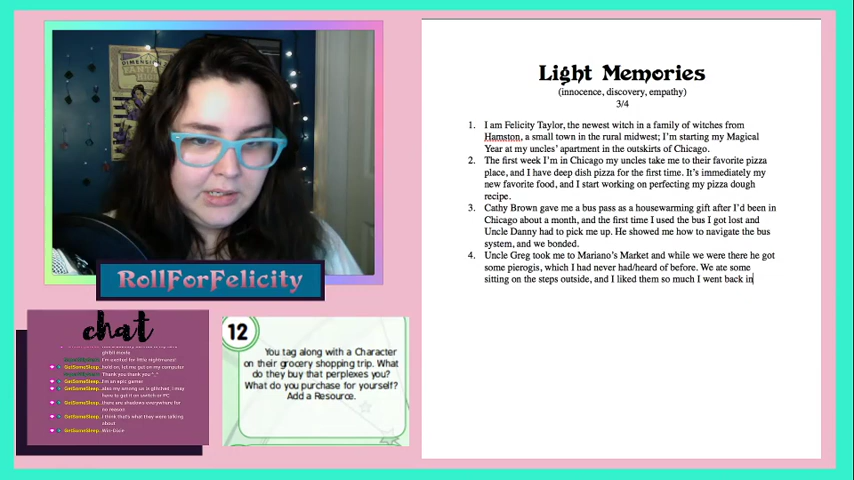 Light Memories
(innocence, discovery, empathy)
3/4
1. I am Felicity Taylor, the newest witch in a family of witches from
Hamston, a small town in the rural midwest; I'm starting my Magical
Year at my uncles' apartment in the outskirts of Chicago.
2. The first week I'm in Chicago my uncles take me to their favorite pizza
place, and I have deep dish pizza for the first time. It's immediately my
new favorite food, and I start working on perfecting my pizza dough
recipe.
3. Cathy Brown gave me a bus pass as a housewarming gift after I'd been in
Chicago about a month, and the first time I used the bus I got lost and
Uncle Danny had to pick me up. He showed me how to navigate the bus
system, and we bonded.
4. Uncle Greg took me to Mariano's Market and while we were there he got
some pierogis, which I had never had/heard of before. We ate some
sitting on the steps outside, and I liked them so much I went back in
RollForFelicity
chat
ghibli movie
I'm excited for little nightmares!
GetSomeSleep_ hold on, let me get on my computer
Thank you thank you ^_^
GetSomeSleep_ I'm an epic gamer
GetSomeSleep_ also my among us is glitched, I may
have to get it on switch or PC
GetSomeSleep_ there are shadows everywhere for
no reason
GetSomeSleep_ I think that's what they were talking
about
GetSomeSleep_
12
You tag along with a Character
on their grocery shopping trip. What
do they buy that perplexes you?
What do you purchase for yourself?
Add a Resource.